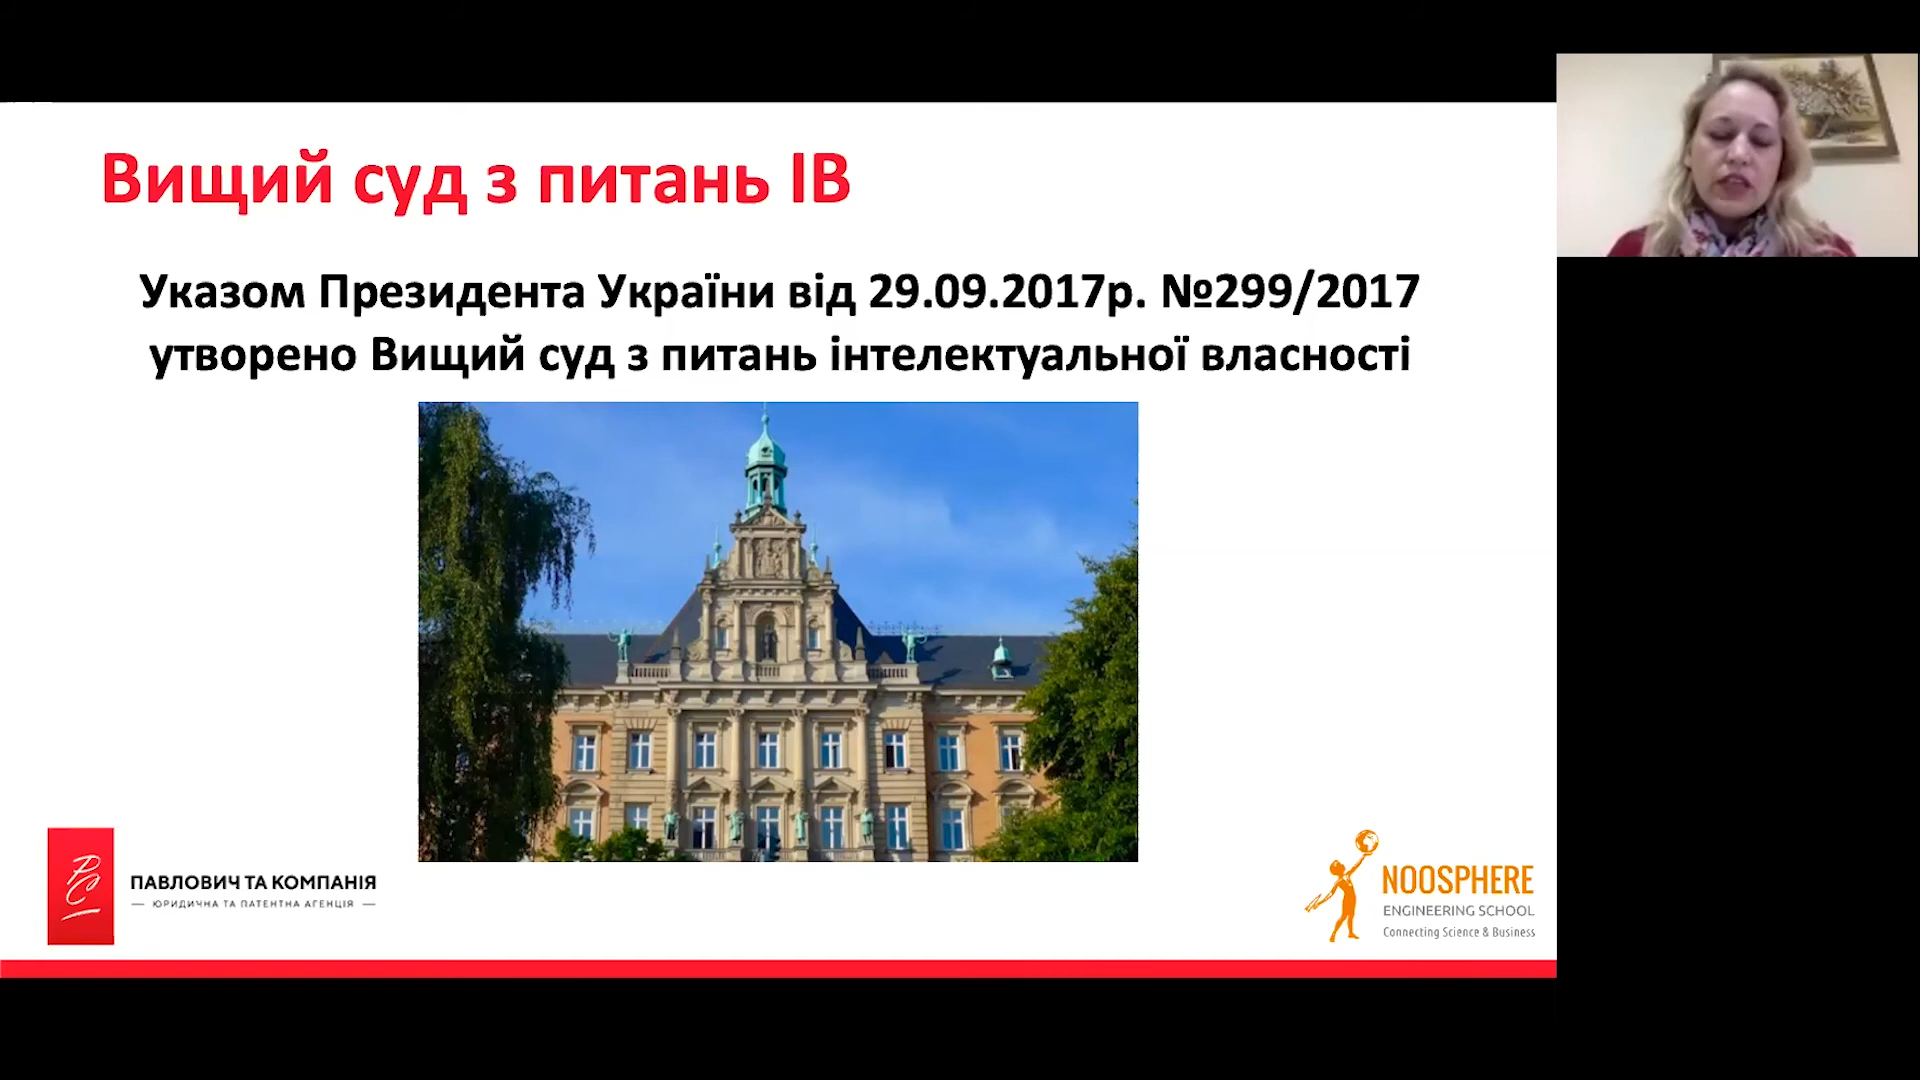 Вищий суд з питань ІВ
Указом Президента України від 29.09.2017р. №299/2017
утворено Вищий суд з питань інтелектуальної власності
ПАВЛОВИЧ ТА КОМПАНІЯ
— ЮРИДИЧНА ТА ПАТЕНТНА АГЕНЦІЯ —
NOOSPHERE
ENGINEERING SCHOOL
Connecting Science & Business